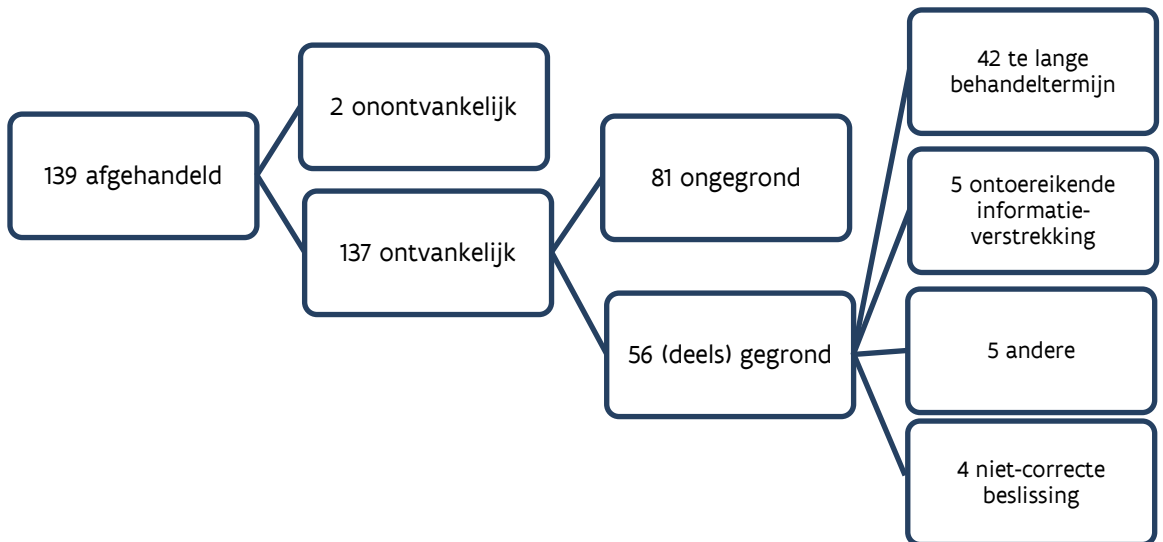 139 afgehandeld
2 onontvankelijk
137 ontvankelijk
81 ongegrond
56 (deels) gegrond
42 te lange
behandeltermijn
5 ontoereikende
informatie-
verstrekking
5 andere
4 niet-correcte
beslissing